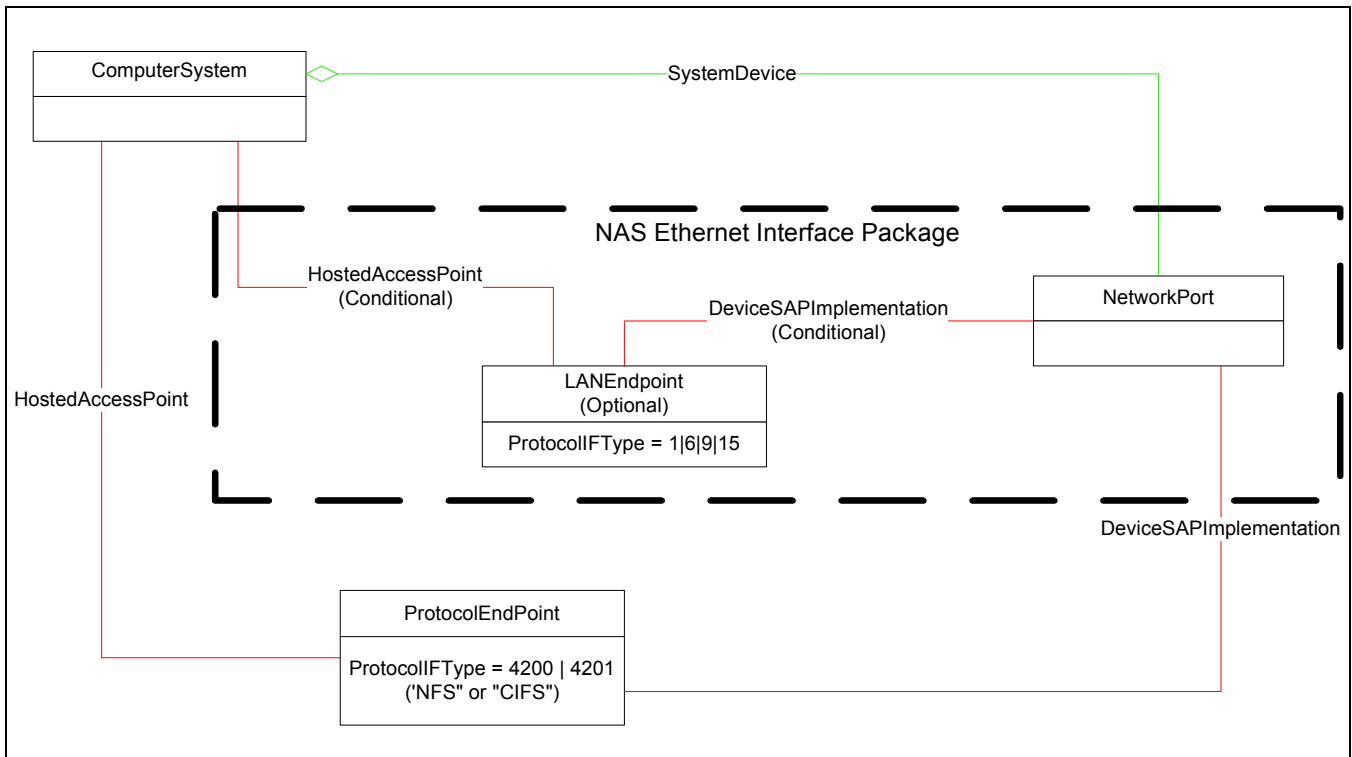 ComputerSystem
SystemDevice
NAS Ethernet Interface Package
HostedAccessPoint
(Conditional)
NetworkPort
DeviceSAPImplementation
(Conditional)
LANEndpoint
(Optional)
ProtocolIFType = 1|6|9|15
HostedAccessPoint
DeviceSAPImplementation
ProtocolEndPoint
ProtocolIFType = 4200 | 4201
('NFS" or "CIFS")